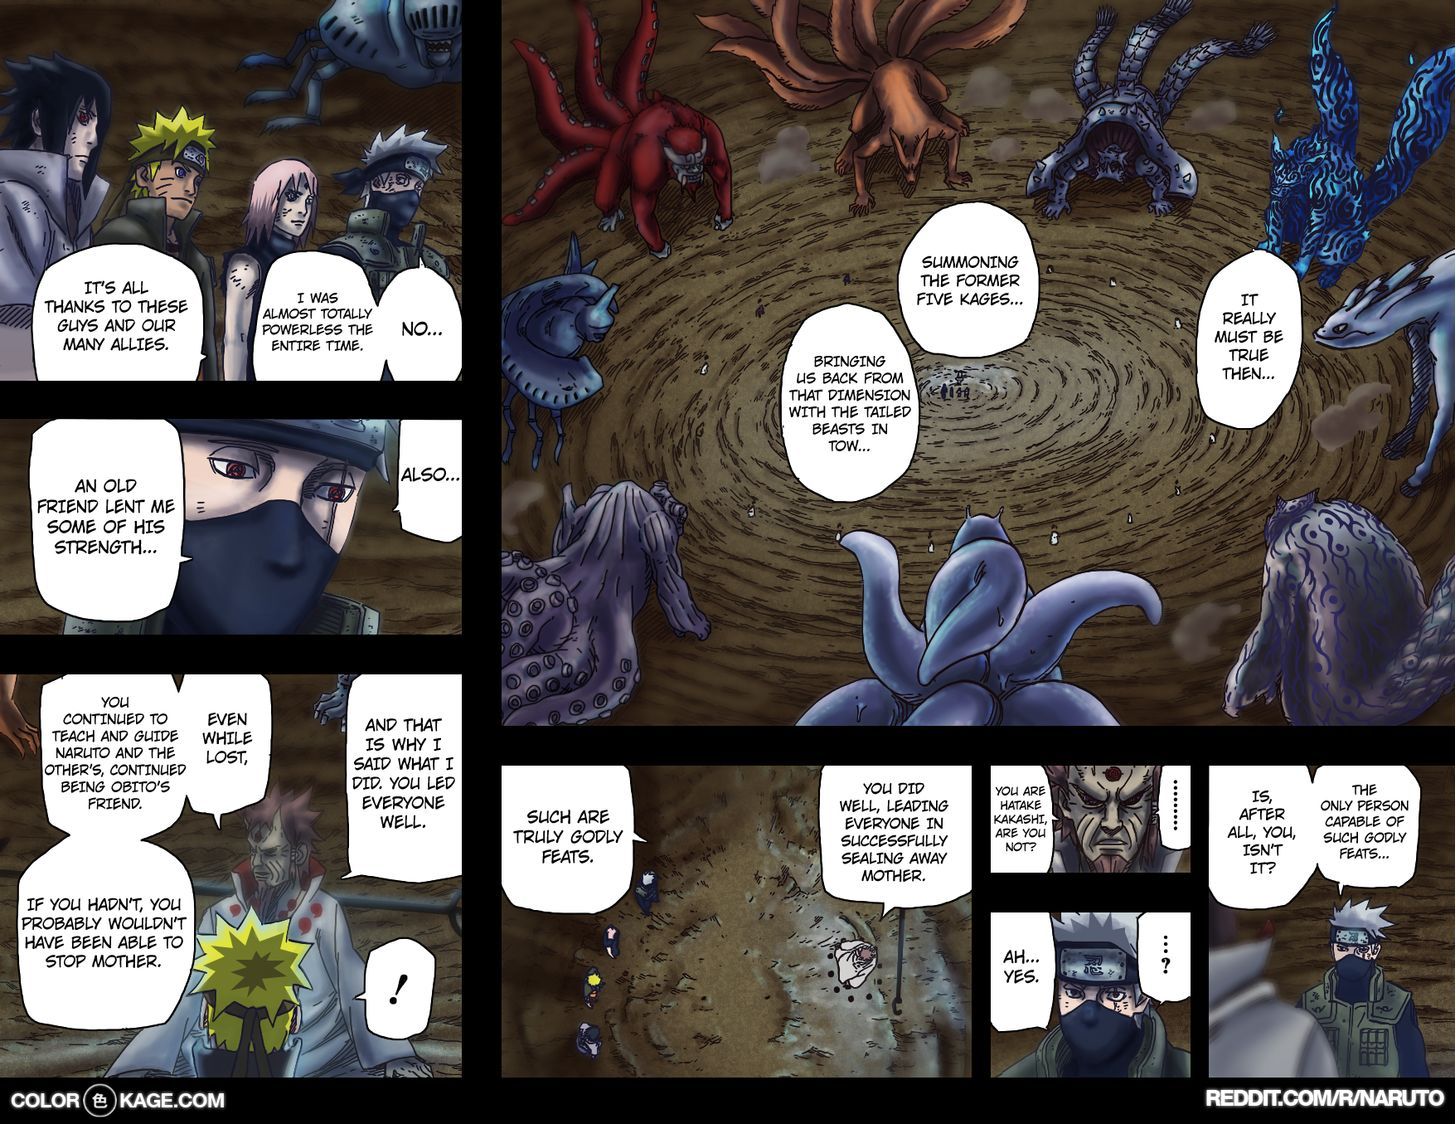 IT
REALLY
MUST BE
TRUE
THEN...
SUMMONING
THE FORMER
FIVE KAGES...
BRINGING
US BACK FROM
THAT DIMENSION
WITH THE TAILED
BEASTS IN
TOW...
THE
ONLY PERSON
CAPABLE OF
SUCH GODLY
FEATS...
IS,
AFTER
ALL, YOU,
ISN'T
IT?
.........
YOU ARE
HATAKE
KAKASHI,
ARE YOU
NOT?
...?
AH...
YES.
YOU DID
WELL, LEADING
EVERYONE IN
SUCCESSFULLY
SEALING AWAY
MOTHER.
SUCH ARE
TRULY GODLY
FEATS.
NO...
I WAS
ALMOST TOTALLY
POWERLESS THE
ENTIRE TIME.
IT'S ALL
THANKS TO THESE
GUYS AND OUR
MANY ALLIES.
ALSO...
AN OLD
FRIEND LENT ME
SOME OF HIS
STRENGTH...
AND THAT
IS WHY I
SAID WHAT I
DID. YOU LED
EVERYONE
WELL.
EVEN
WHILE
LOST,
YOU
CONTINUED TO
TEACH AND GUIDE
NARUTO AND THE
OTHER'S, CONTINUED
BEING OBITO'S
FRIEND.
IF YOU HADN'T, YOU
PROBABLY WOULDN'T
HAVE BEEN ABLE TO
STOP MOTHER.
!
忍
COLOR 色 KAGE.COM
REDDIT.COM/R/NARUTO